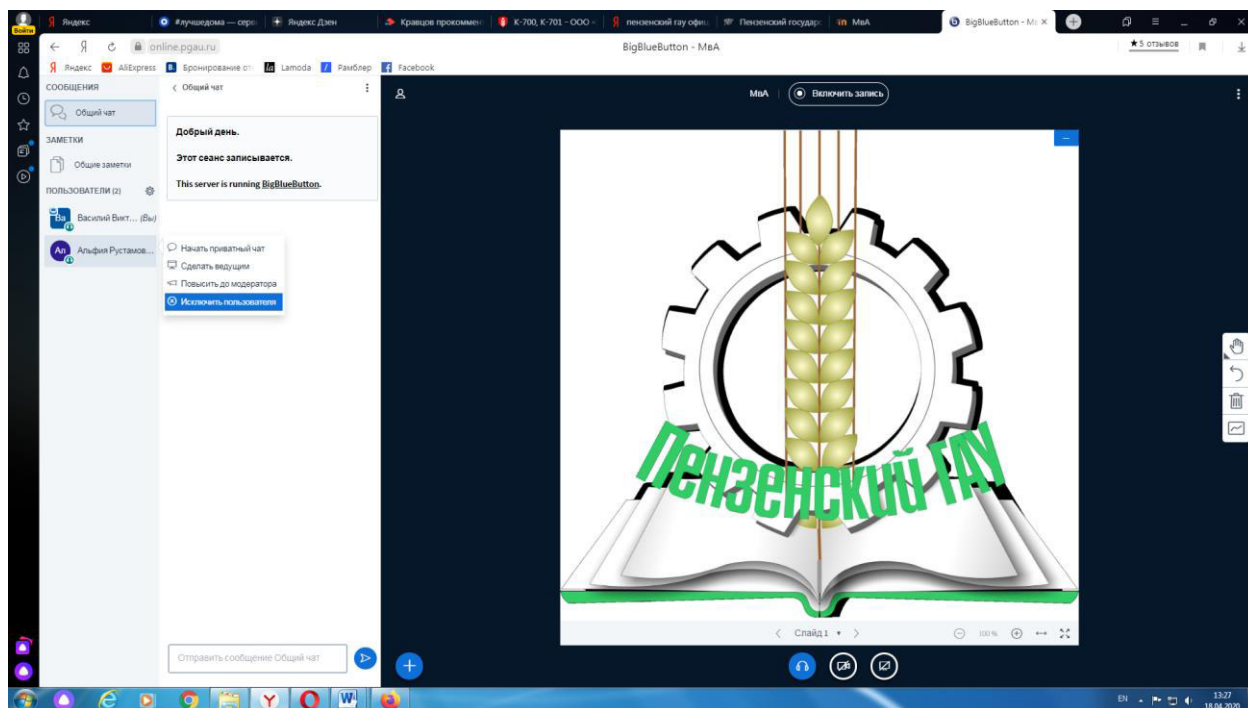 Войти
Яндекс
#лучшедома — серв
Яндекс Дзен
Кравцов прокоммен
К-700, К-701 - ООО
пензенский гау офиц
Пензенский государс
МвА
BigBlueButton - Мв
online.pgau.ru
BigBlueButton - МвА
★5 отзывов
Яндекс
AliExpress
Бронирование от
Lamoda
Рамблер
Facebook
СООБЩЕНИЯ
Общий чат
ЗАМЕТКИ
Общие заметки
ПОЛЬЗОВАТЕЛИ (2)
Ва Василий Викт... (Вы)
Ал Альфия Рустамов...
Общий чат
Добрый день.
Этот сеанс записывается.
This server is running BigBlueButton.
Начать приватный чат
Сделать ведущим
Повысить до модератора
Исключить пользователя
Отправить сообщение Общий чат
МвА
Включить запись
Пензенский ГАУ
Слайд 1
100%
EN
13:27
18.04.2020